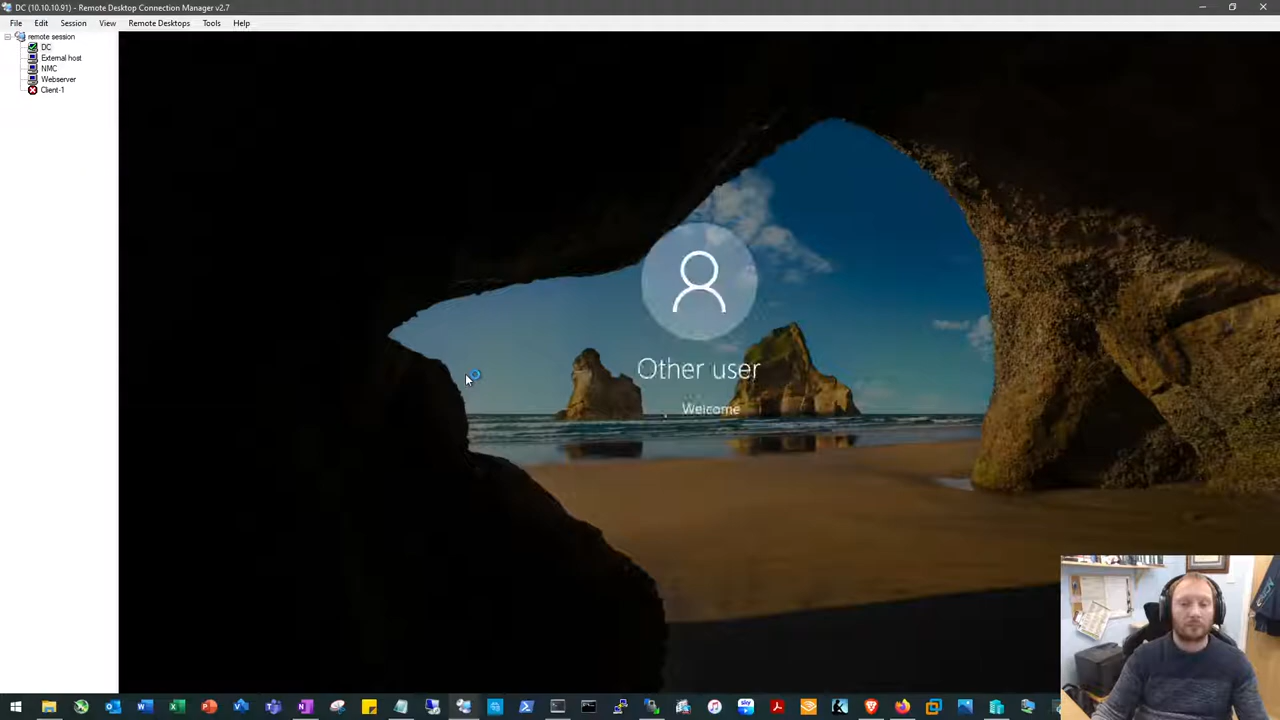 DC (10.10.10.91) - Remote Desktop Connection Manager v2.7
File Edit Session View Remote Desktops Tools Help
remote session
DC
External host
NMC
Webserver
Client-1
Other user
Welcome
sky